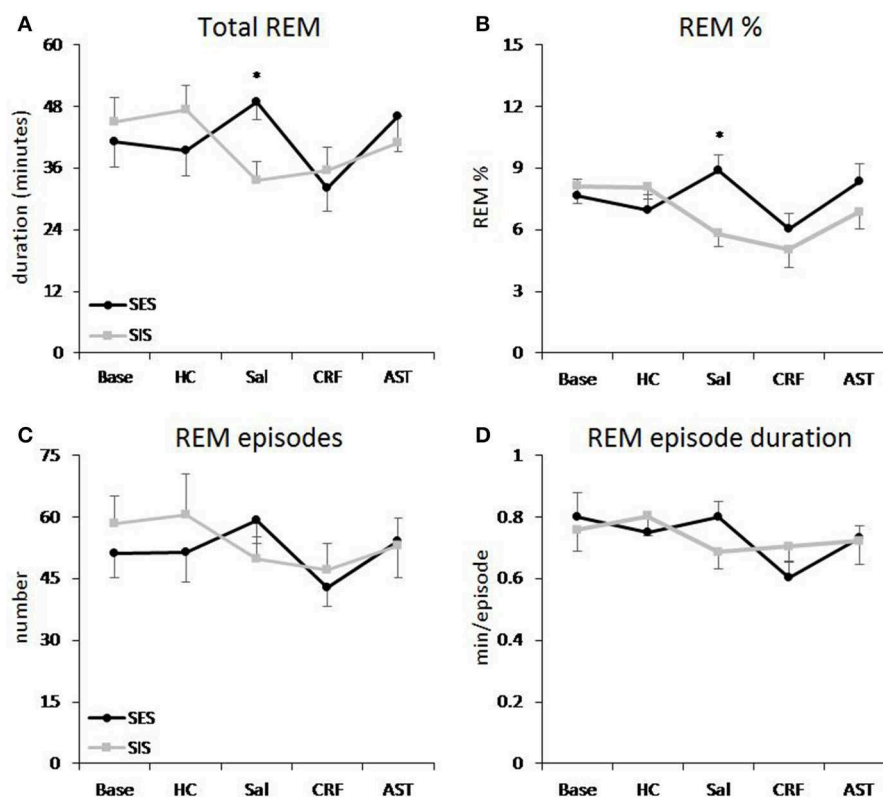 A
Total REM
duration (minutes)
60
48
36
24
12
0
*
SES
SIS
Base HC Sal CRF AST
B
REM %
REM %
15
12
9
6
3
0
*
Base HC Sal CRF AST
C
REM episodes
number
75
60
45
30
15
0
SES
SIS
Base HC Sal CRF AST
D
REM episode duration
min/episode
1
0.8
0.6
0.4
0.2
0
Base HC Sal CRF AST